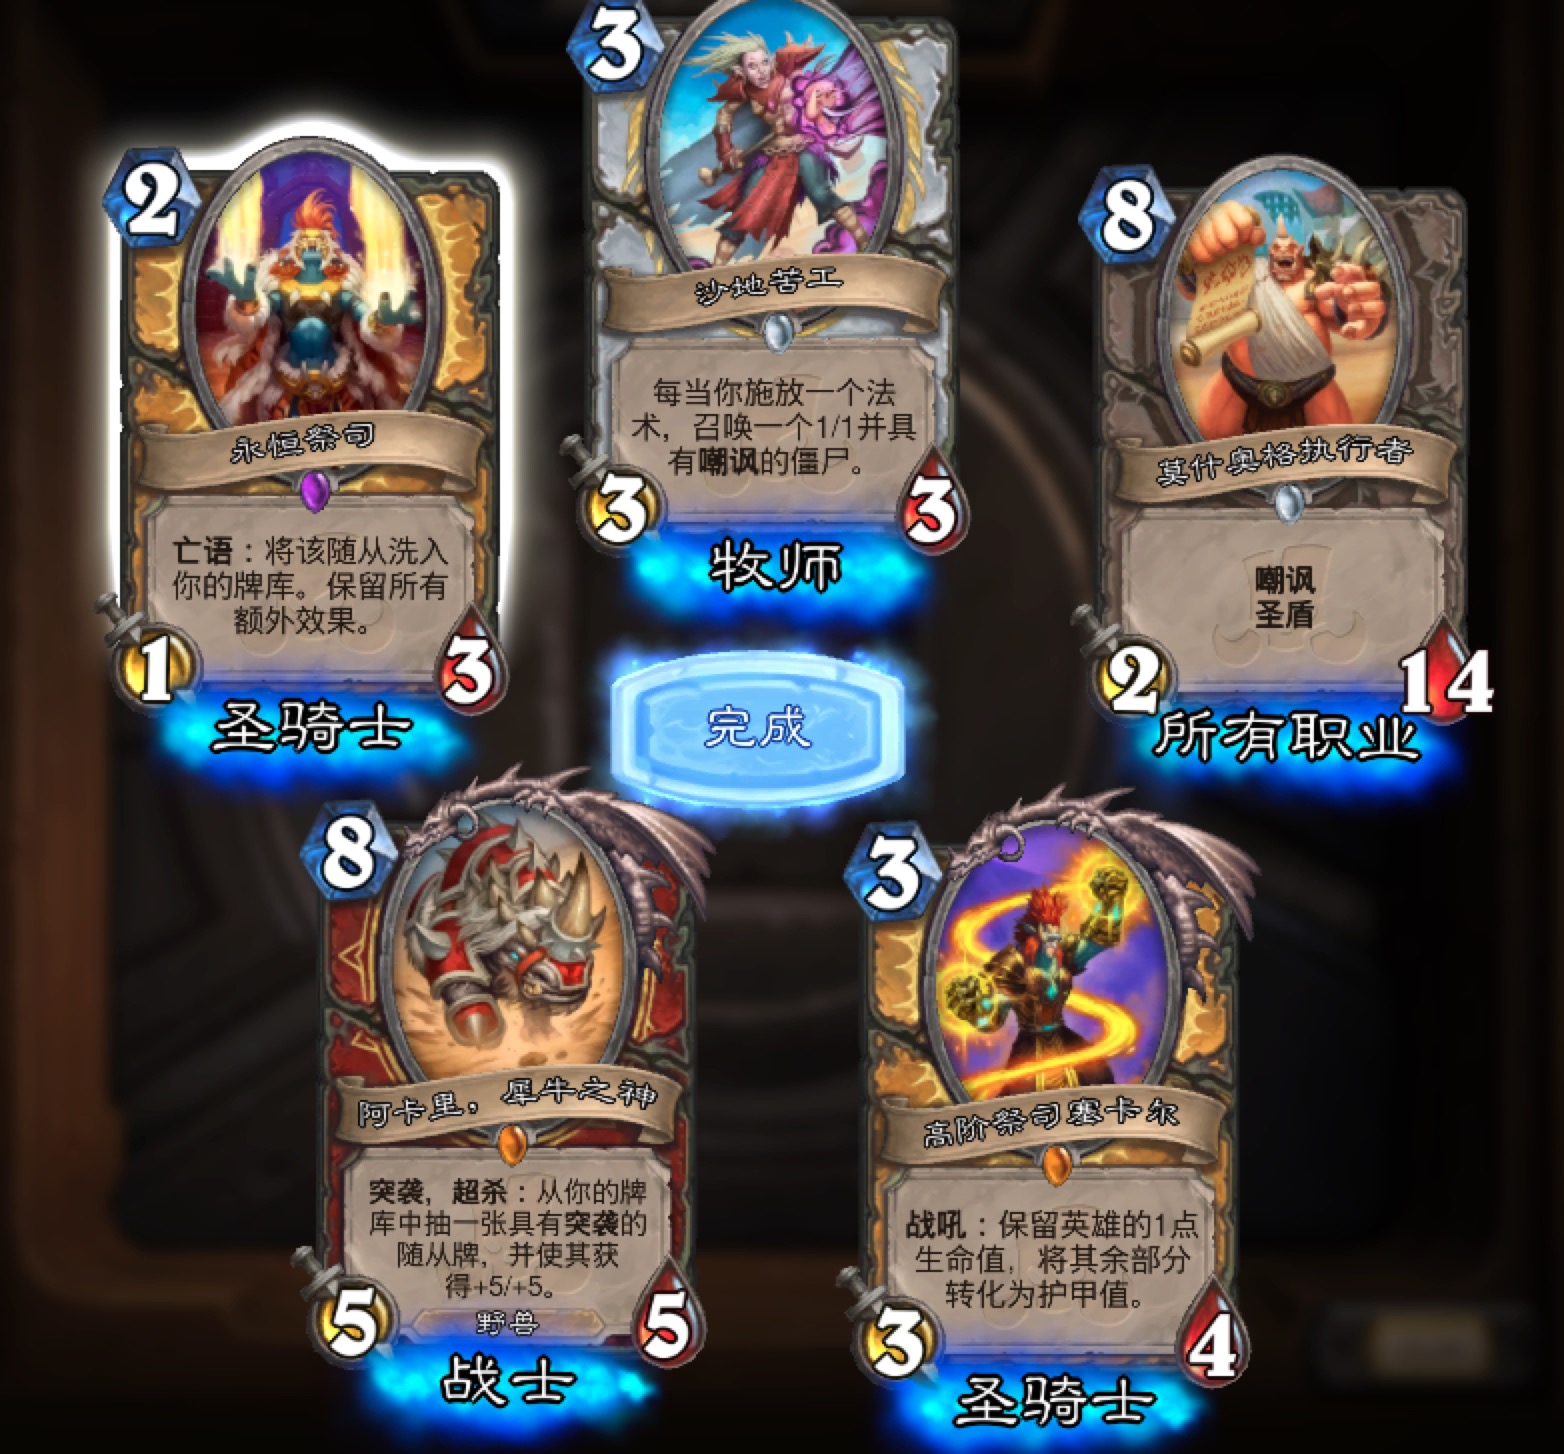 3
沙地苦工
每当你施放一个法
术，召唤一个1/1并具
有嘲讽的僵尸。
3
3
牧师
2
永恒祭司
亡语：将该随从洗入
你的牌库。保留所有
额外效果。
1
3
圣骑士
8
莫什奥格执行者
嘲讽
圣盾
2
14
所有职业
完成
8
阿卡里，犀牛之神
突袭，超杀：从你的牌
库中抽一张具有突袭的
随从牌，并使其获
得+5/+5。
野兽
5
5
战士
3
高阶祭司塞卡尔
战吼：保留英雄的1点
生命值，将其余部分
转化为护甲值。
3
4
圣骑士